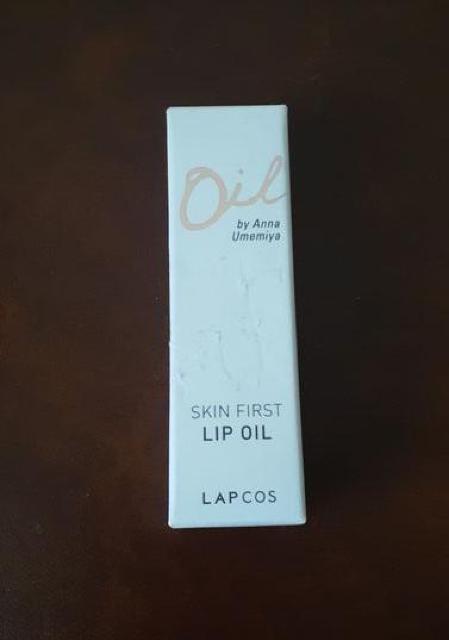 Oil
by Anna
Umemiya
SKIN FIRST
LIP OIL
LAPCOS